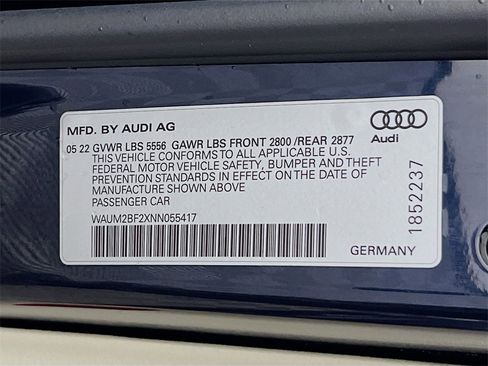 MFD. BY AUDI AG
05 22 GVWR LBS 5556 GAWR LBS FRONT 2800 /REAR 2877
THIS VEHICLE CONFORMS TO ALL APPLICABLE U.S.
FEDERAL MOTOR VEHICLE SAFETY, BUMPER AND THEFT
PREVENTION STANDARDS IN EFFECT ON THE DATE OF
MANUFACTURE SHOWN ABOVE
PASSENGER CAR
WAUM2BF2XNN055417
Audi
1852237
GERMANY